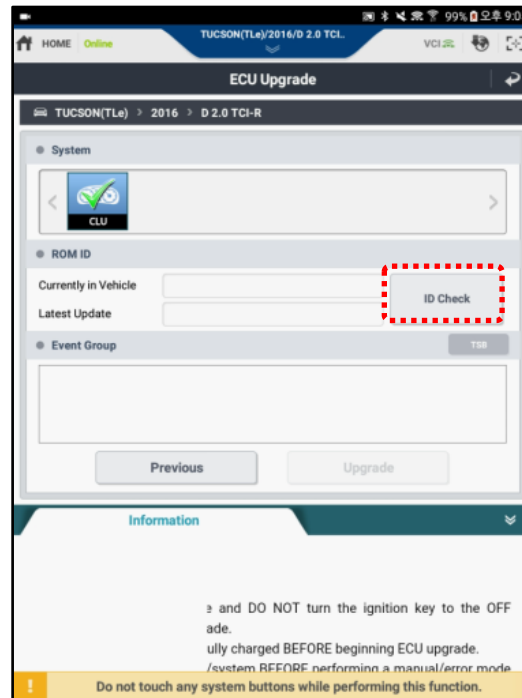 99% 오후 9:0
HOME Online TUCSON(TLe)/2016/D 2.0 TCI.. VCI
ECU Upgrade
TUCSON(TLe) > 2016 > D 2.0 TCI-R
System
CLU
ROM ID
Currently in Vehicle
ID Check
Latest Update
Event Group TSB
Previous Upgrade
Information
e and DO NOT turn the ignition key to the OFF
ade.
ully charged BEFORE beginning ECU upgrade.
/system BEFORE performing a manual/error mode
! Do not touch any system buttons while performing this function.